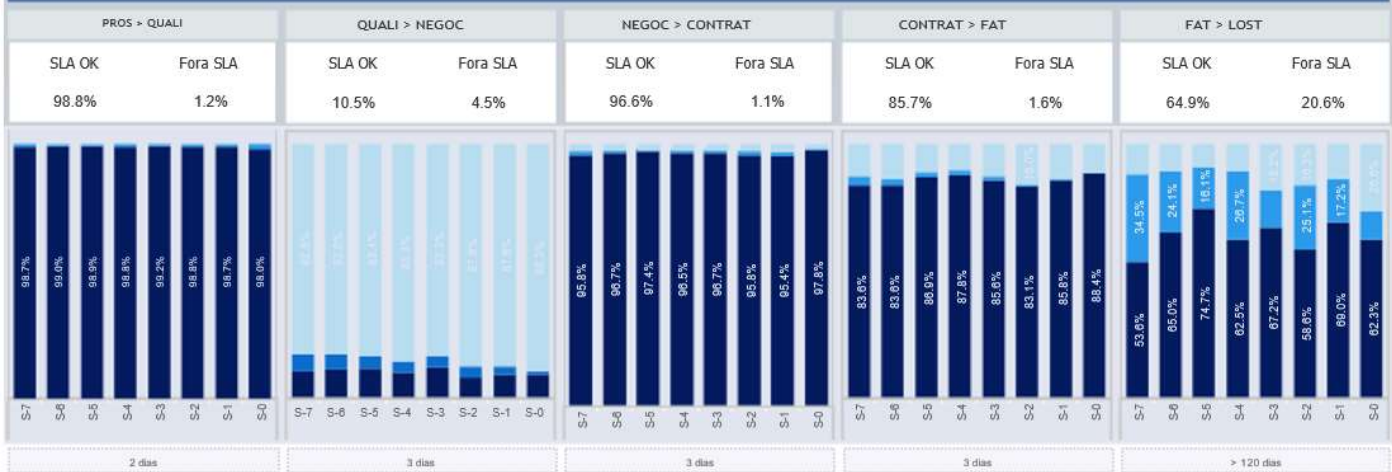 PROS > QUALI
QUALI > NEGOC
NEGOC > CONTRAT
CONTRAT > FAT
FAT > LOST
SLA OK Fora SLA
98.8% 1.2%
SLA OK Fora SLA
10.5% 4.5%
SLA OK Fora SLA
96.6% 1.1%
SLA OK Fora SLA
85.7% 1.6%
SLA OK Fora SLA
64.9% 20.6%
98.7% 99.0% 98.9% 98.8% 99.2% 98.8% 98.7% 98.0%
S-7 S-6 S-5 S-4 S-3 S-2 S-1 S-0
S-7 S-6 S-5 S-4 S-3 S-2 S-1 S-0
95.8% 96.7% 97.4% 96.5% 96.7% 95.8% 95.4% 97.8%
S-7 S-6 S-5 S-4 S-3 S-2 S-1 S-0
83.6% 83.6% 86.9% 87.8% 85.6% 83.1% 85.8% 88.4%
S-7 S-6 S-5 S-4 S-3 S-2 S-1 S-0
34.5% 24.1% 16.1% 26.7% 25.1% 17.2%
53.6% 65.0% 74.7% 62.5% 67.2% 58.6% 69.0% 62.3%
S-7 S-6 S-5 S-4 S-3 S-2 S-1 S-0
2 dias
3 dias
3 dias
3 dias
> 120 dias